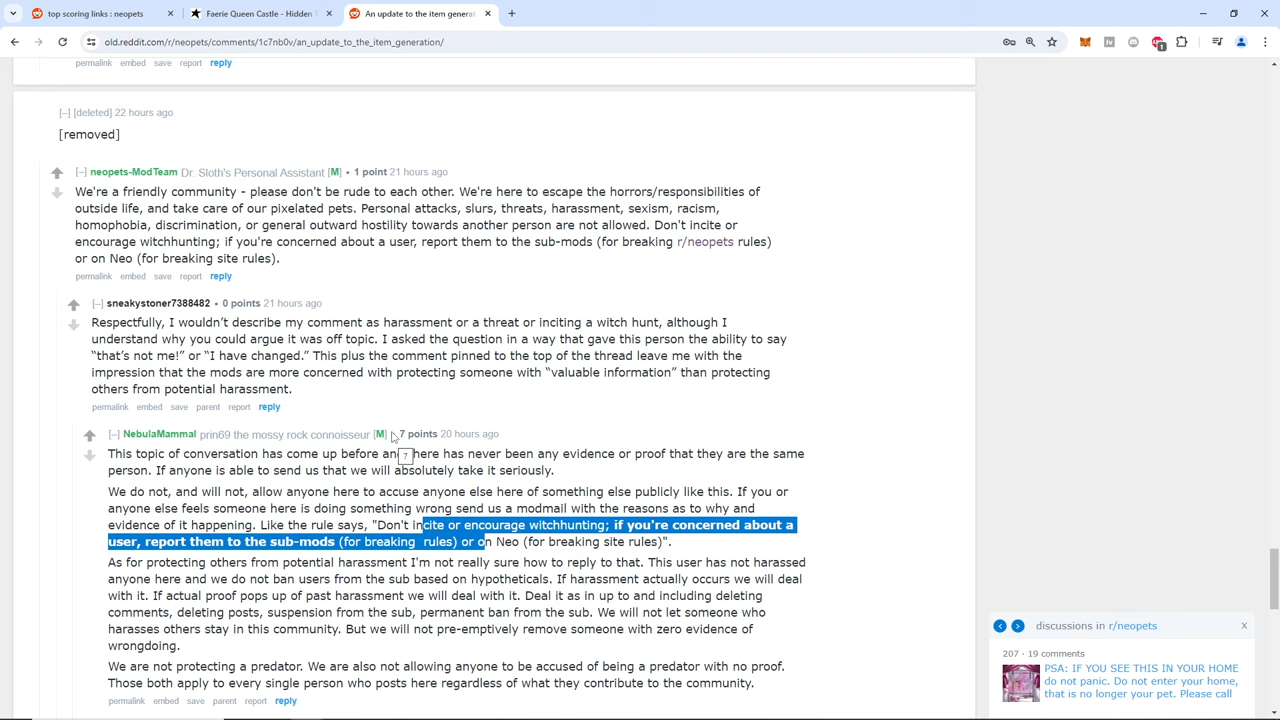 top scoring links : neopets
Faerie Queen Castle - Hidden T
An update to the item generat
old.reddit.com/r/neopets/comments/1c7nb0v/an_update_to_the_item_generation/
1
permalink embed save report reply
[–] [deleted] 22 hours ago
[removed]
[–] neopets-ModTeam Dr. Sloth's Personal Assistant [M] • 1 point 21 hours ago
We're a friendly community - please don't be rude to each other. We're here to escape the horrors/responsibilities of
outside life, and take care of our pixelated pets. Personal attacks, slurs, threats, harassment, sexism, racism,
homophobia, discrimination, or general outward hostility towards another person are not allowed. Don't incite or
encourage witchhunting; if you're concerned about a user, report them to the sub-mods (for breaking r/neopets rules)
or on Neo (for breaking site rules).
permalink embed save report reply
[–] sneakystoner7388482 • 0 points 21 hours ago
Respectfully, I wouldn’t describe my comment as harassment or a threat or inciting a witch hunt, although I
understand why you could argue it was off topic. I asked the question in a way that gave this person the ability to say
“that’s not me!” or “I have changed.” This plus the comment pinned to the top of the thread leave me with the
impression that the mods are more concerned with protecting someone with “valuable information” than protecting
others from potential harassment.
permalink embed save parent report reply
[–] NebulaMammal prin69 the mossy rock connoisseur [M] 7 points 20 hours ago
This topic of conversation has come up before and here has never been any evidence or proof that they are the same
7
person. If anyone is able to send us that we will absolutely take it seriously.
We do not, and will not, allow anyone here to accuse anyone else here of something else publicly like this. If you or
anyone else feels someone here is doing something wrong send us a modmail with the reasons as to why and
evidence of it happening. Like the rule says, "Don't incite or encourage witchhunting; if you're concerned about a
user, report them to the sub-mods (for breaking rules) or on Neo (for breaking site rules)".
As for protecting others from potential harassment I'm not really sure how to reply to that. This user has not harassed
anyone here and we do not ban users from the sub based on hypotheticals. If harassment actually occurs we will deal
with it. If actual proof pops up of past harassment we will deal with it. Deal it as in up to and including deleting
comments, deleting posts, suspension from the sub, permanent ban from the sub. We will not let someone who
harasses others stay in this community. But we will not pre-emptively remove someone with zero evidence of
wrongdoing.
We are not protecting a predator. We are also not allowing anyone to be accused of being a predator with no proof.
Those both apply to every single person who posts here regardless of what they contribute to the community.
permalink embed save parent report reply
discussions in r/neopets X
207 · 19 comments
PSA: IF YOU SEE THIS IN YOUR HOME
do not panic. Do not enter your home,
that is no longer your pet. Please call